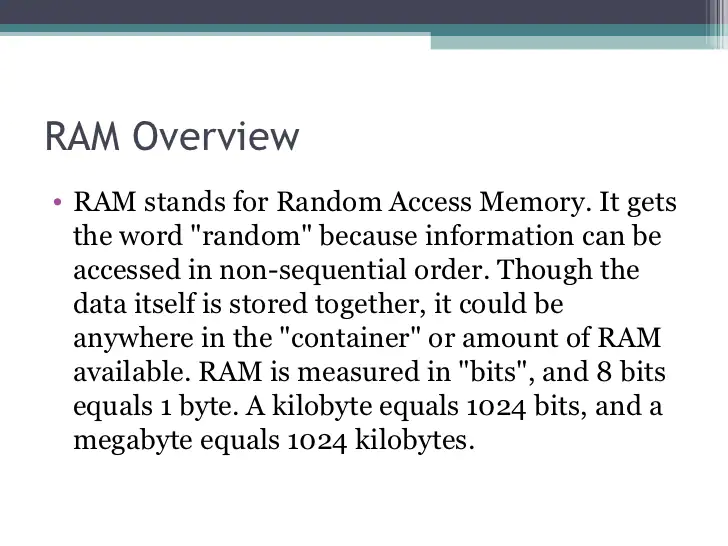 RAM Overview
• RAM stands for Random Access Memory. It gets
the word "random" because information can be
accessed in non-sequential order. Though the
data itself is stored together, it could be
anywhere in the "container" or amount of RAM
available. RAM is measured in "bits", and 8 bits
equals 1 byte. A kilobyte equals 1024 bits, and a
megabyte equals 1024 kilobytes.